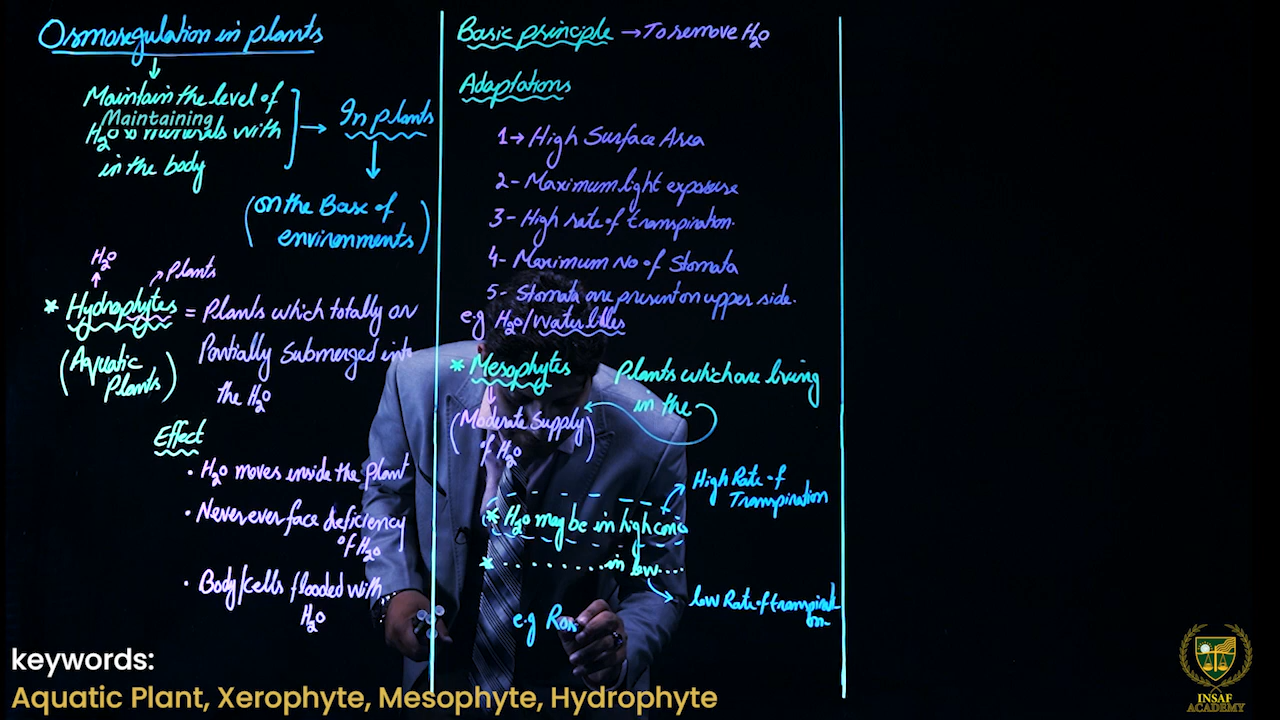 Osmoregulation in plants
Maintain the level of
Maintaining
H2O & minerals with
in the body
In plants
(on the Base of
environments)
H2O
Plants
* Hydrophytes = Plants which totally or
Partially Submerged into
the H2O
(Aquatic
Plants)
Effect
• H2O moves inside the plant
• Never ever face deficiency
of H2O
• Body/cells flooded with
H2O
Basic principle → To remove H2O
Adaptations
1→ High Surface Area
2- Maximum light exposure
3- High rate of transpiration.
4- Maximum No of Stomata
5- Stomata are present on upper side.
e.g H2O/Water lilies
* Mesophytes Plants which are living
in the
(Moderate Supply
of H2O)
High Rate of
Transpiration
* H2O may be in high conc
* ........in low....
low Rate of transpirati
on-
e.g Ros
keywords:
Aquatic Plant, Xerophyte, Mesophyte, Hydrophyte
INSAF
ACADEMY